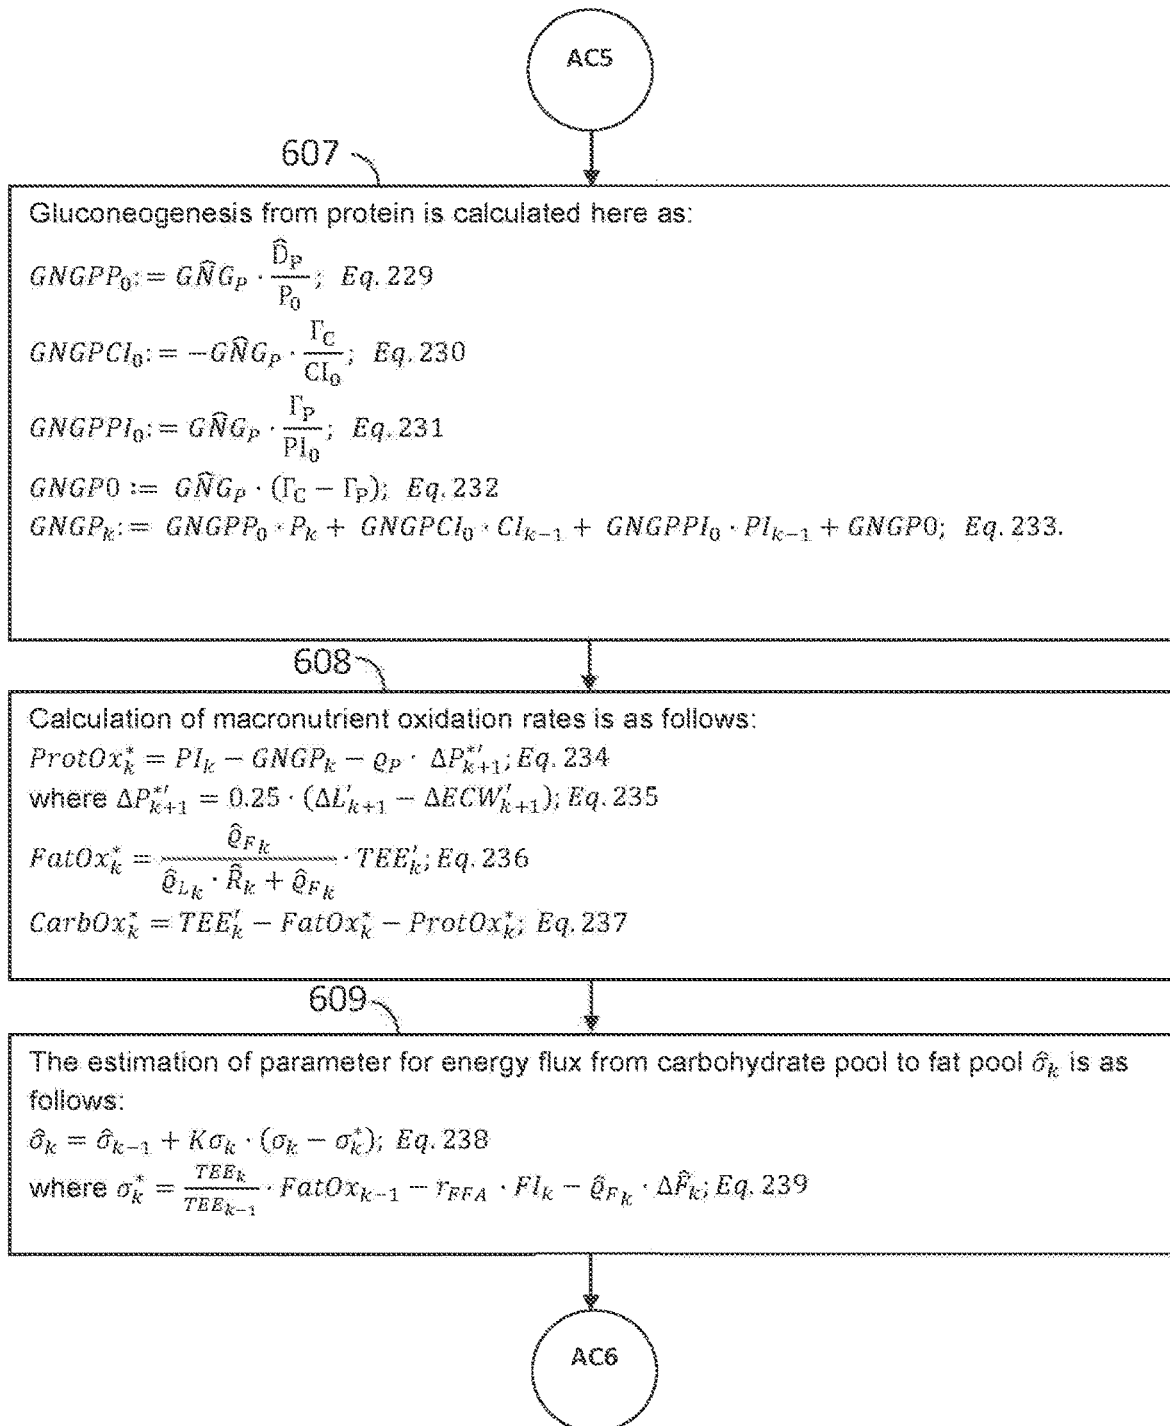 AC5
607
Gluconeogenesis from protein is calculated here as:
GNGPP₀:= GN̂G_P · D̂_P/P₀; Eq. 229
GNGPCI₀:= −GN̂G_P · Γ_C/CI₀; Eq. 230
GNGPPI₀:= GN̂G_P · Γ_P/PI₀; Eq. 231
GNGP0 := GN̂G_P · (Γ_C − Γ_P); Eq. 232
GNGP_k:= GNGPP₀ · P_k + GNGPCI₀ · CI_{k−1} + GNGPPI₀ · PI_{k−1} + GNGP0; Eq. 233.
608
Calculation of macronutrient oxidation rates is as follows:
ProtOx*_k = PI_k − GNGP_k − ϱ_P · ΔP*′_{k+1}; Eq. 234
where ΔP*′_{k+1} = 0.25 · (ΔL′_{k+1} − ΔECW′_{k+1}); Eq. 235
FatOx*_k = ϱ̂_{F_k}/(ϱ̂_{L_k} · R̂_k + ϱ̂_{F_k}) · TEE′_k; Eq. 236
CarbOx*_k = TEE′_k − FatOx*_k − ProtOx*_k; Eq. 237
609
The estimation of parameter for energy flux from carbohydrate pool to fat pool σ̂_k is as
follows:
σ̂_k = σ̂_{k−1} + Kσ_k · (σ_k − σ*_k); Eq. 238
where σ*_k = TEE_k/TEE_{k−1} · FatOx_{k−1} − r_{FFA} · FI_k − ϱ̂_{F_k} · ΔF̂_k; Eq. 239
AC6